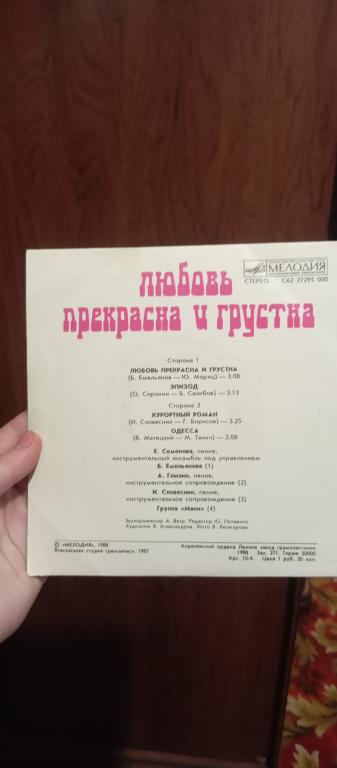 МЕЛОДИЯ
СТЕРЕО С62 27295 000
ЛЮБОВЬ
ПРЕКРАСНА И ГРУСТНА
Сторона 1
ЛЮБОВЬ ПРЕКРАСНА И ГРУСТНА
(Б. Емельянов — Ю. Мориц) — 3.08
ЭПИЗОД
(О. Сорокин — Б. Салибов) — 3.13
Сторона 2
КУРОРТНЫЙ РОМАН
(И. Словесник — Г. Борисов) — 3.25
ОДЕССА
(В. Матецкий — М. Танич) — 3.08
Е. Семенова, пение,
инструментальный ансамбль под управлением
Б. Емельянова (1)
А. Глызин, пение,
инструментальное сопровождение (2)
И. Словесник, пение,
инструментальное сопровождение (3)
Группа «Маки» (4)
Звукорежиссер А. Ветр. Редактор Ю. Потеенко
Художник В. Александров. Фото В. Хетагурова
© «МЕЛОДИЯ», 1988
Всесоюзная студия грамзаписи. 1987
Апрелевский ордена Ленина завод грампластинок
1988 Зак. 271. Тираж 50000
Арт. 10-4. Цена 1 руб. 20 коп.